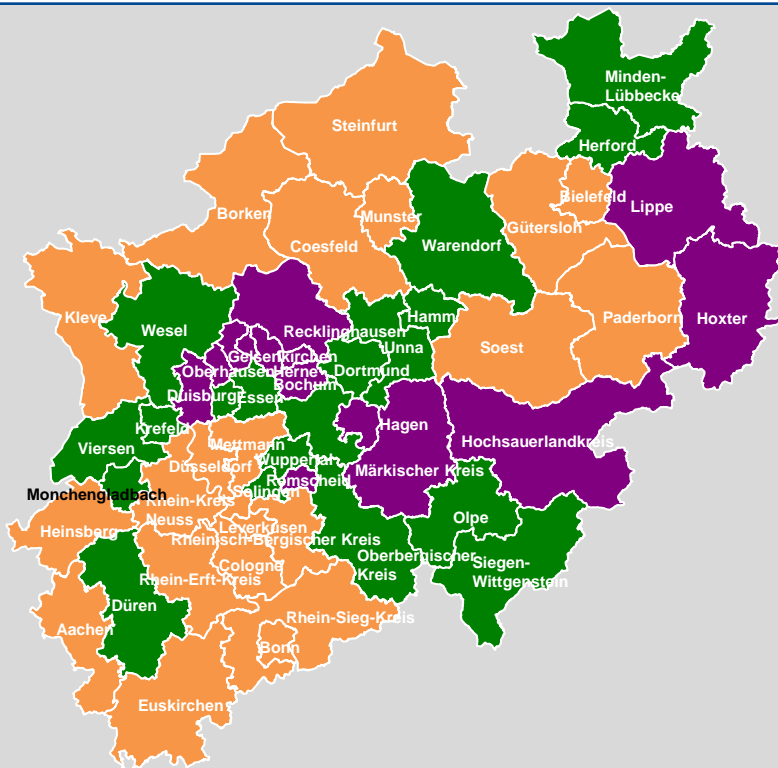 Minden-
Lübbecke
Steinfurt
Herford
Bielefeld
Lippe
Borken
Munster
Gütersloh
Coesfeld
Warendorf
Kleve
Hamm
Paderborn
Hoxter
Wesel
Recklinghausen
Unna
Soest
Gelsenkirchen
Oberhausen
Herne
Dortmund
Bochum
Duisburg
Essen
Hagen
Krefeld
Hochsauerlandkreis
Viersen
Mettmann
Wuppertal
Düsseldorf
Märkischer Kreis
Remscheid
Monchengladbach
Solingen
Rhein-Kreis
Neuss
Olpe
Heinsberg
Leverkusen
Rheinisch-Bergischer Kreis
Oberbergischer
Kreis
Cologne
Siegen-
Wittgenstein
Rhein-Erft-Kreis
Düren
Rhein-Sieg-Kreis
Aachen
Bonn
Euskirchen